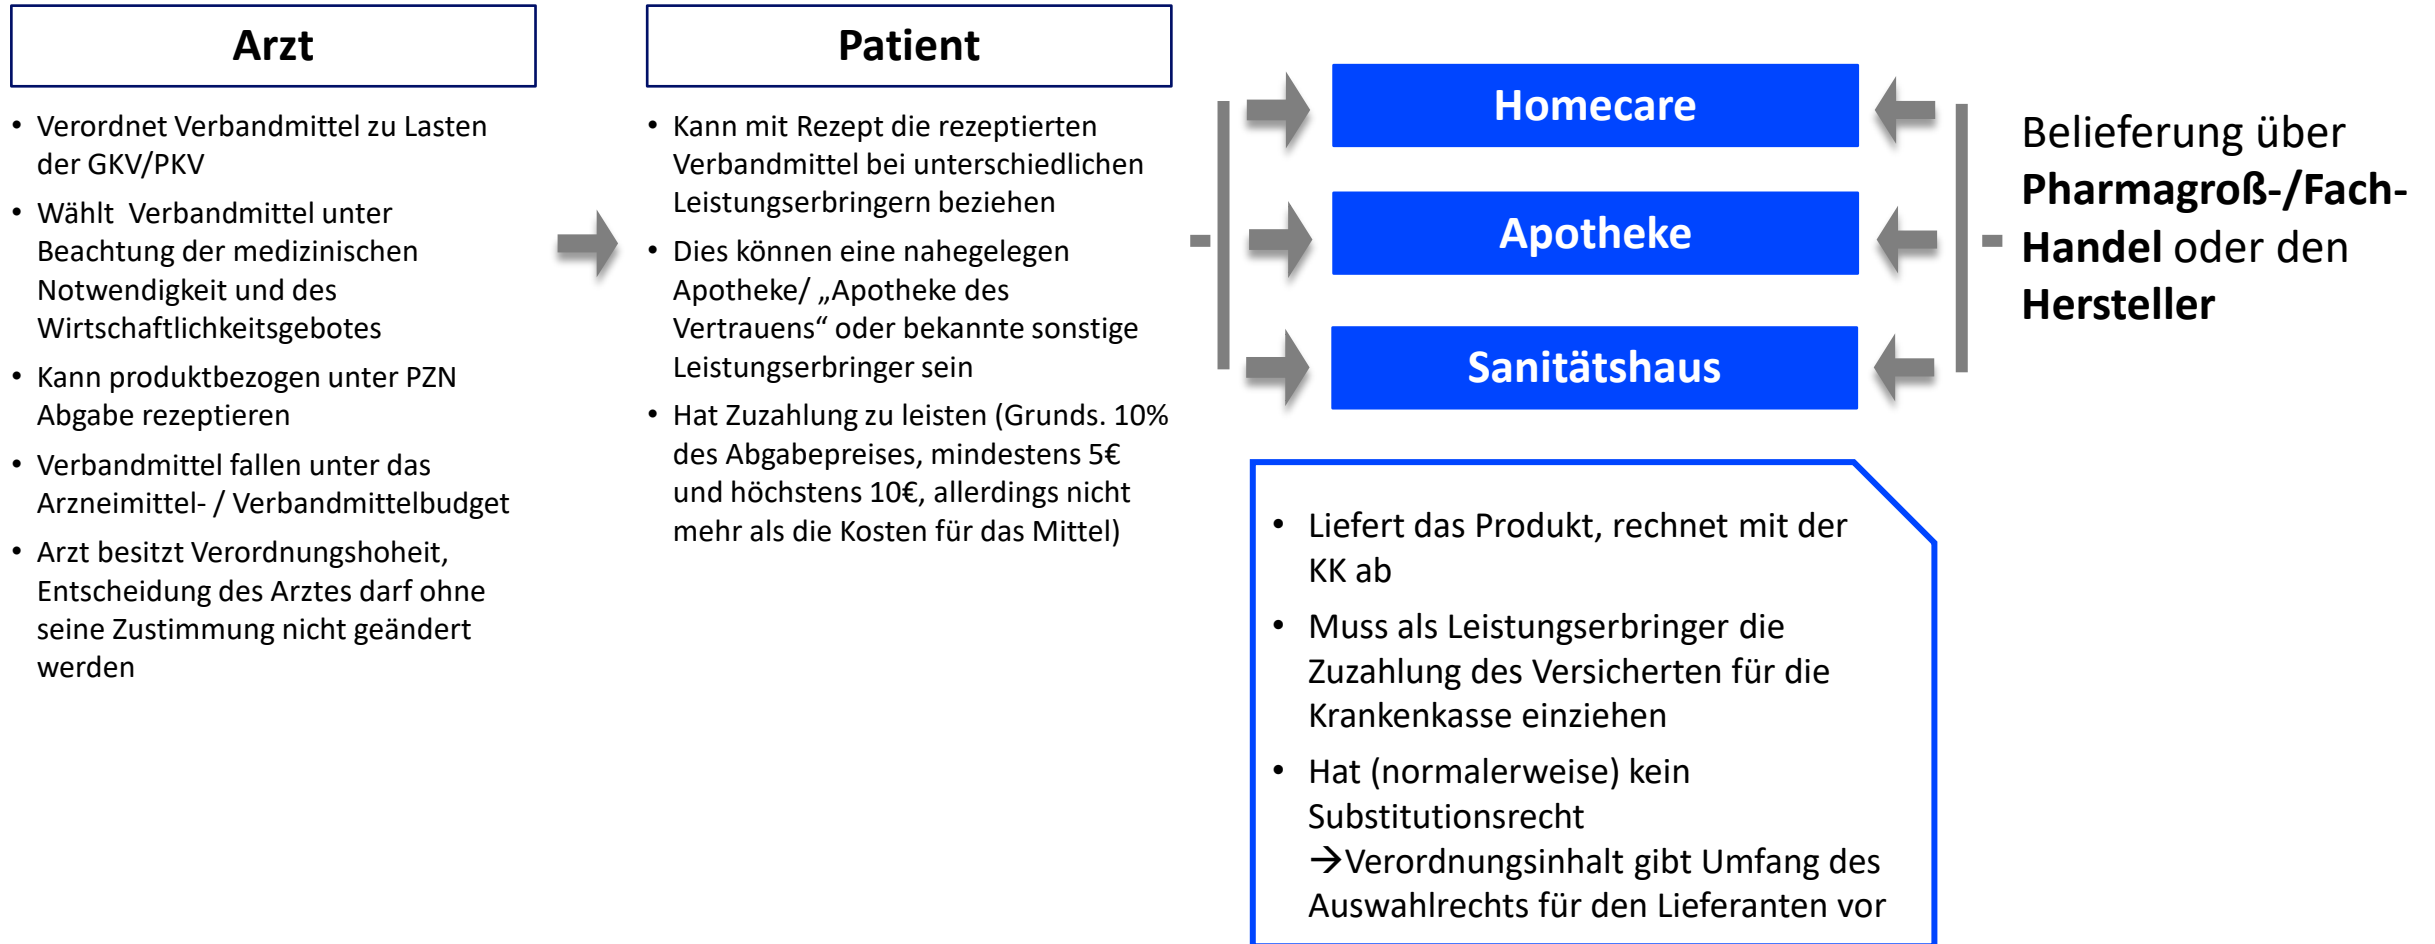 Arzt
• Verordnet Verbandmittel zu Lasten
der GKV/PKV
• Wählt  Verbandmittel unter
Beachtung der medizinischen
Notwendigkeit und des
Wirtschaftlichkeitsgebotes
• Kann produktbezogen unter PZN
Abgabe rezeptieren
• Verbandmittel fallen unter das
Arzneimittel- / Verbandmittelbudget
• Arzt besitzt Verordnungshoheit,
Entscheidung des Arztes darf ohne
seine Zustimmung nicht geändert
werden
Patient
• Kann mit Rezept die rezeptierten
Verbandmittel bei unterschiedlichen
Leistungserbringern beziehen
• Dies können eine nahegelegen
Apotheke/ „Apotheke des
Vertrauens“ oder bekannte sonstige
Leistungserbringer sein
• Hat Zuzahlung zu leisten (Grunds. 10%
des Abgabepreises, mindestens 5€
und höchstens 10€, allerdings nicht
mehr als die Kosten für das Mittel)
Homecare
Apotheke
Sanitätshaus
Belieferung über
Pharmagroß-/Fach-
Handel oder den
Hersteller
• Liefert das Produkt, rechnet mit der
KK ab
• Muss als Leistungserbringer die
Zuzahlung des Versicherten für die
Krankenkasse einziehen
• Hat (normalerweise) kein
Substitutionsrecht
→Verordnungsinhalt gibt Umfang des
Auswahlrechts für den Lieferanten vor